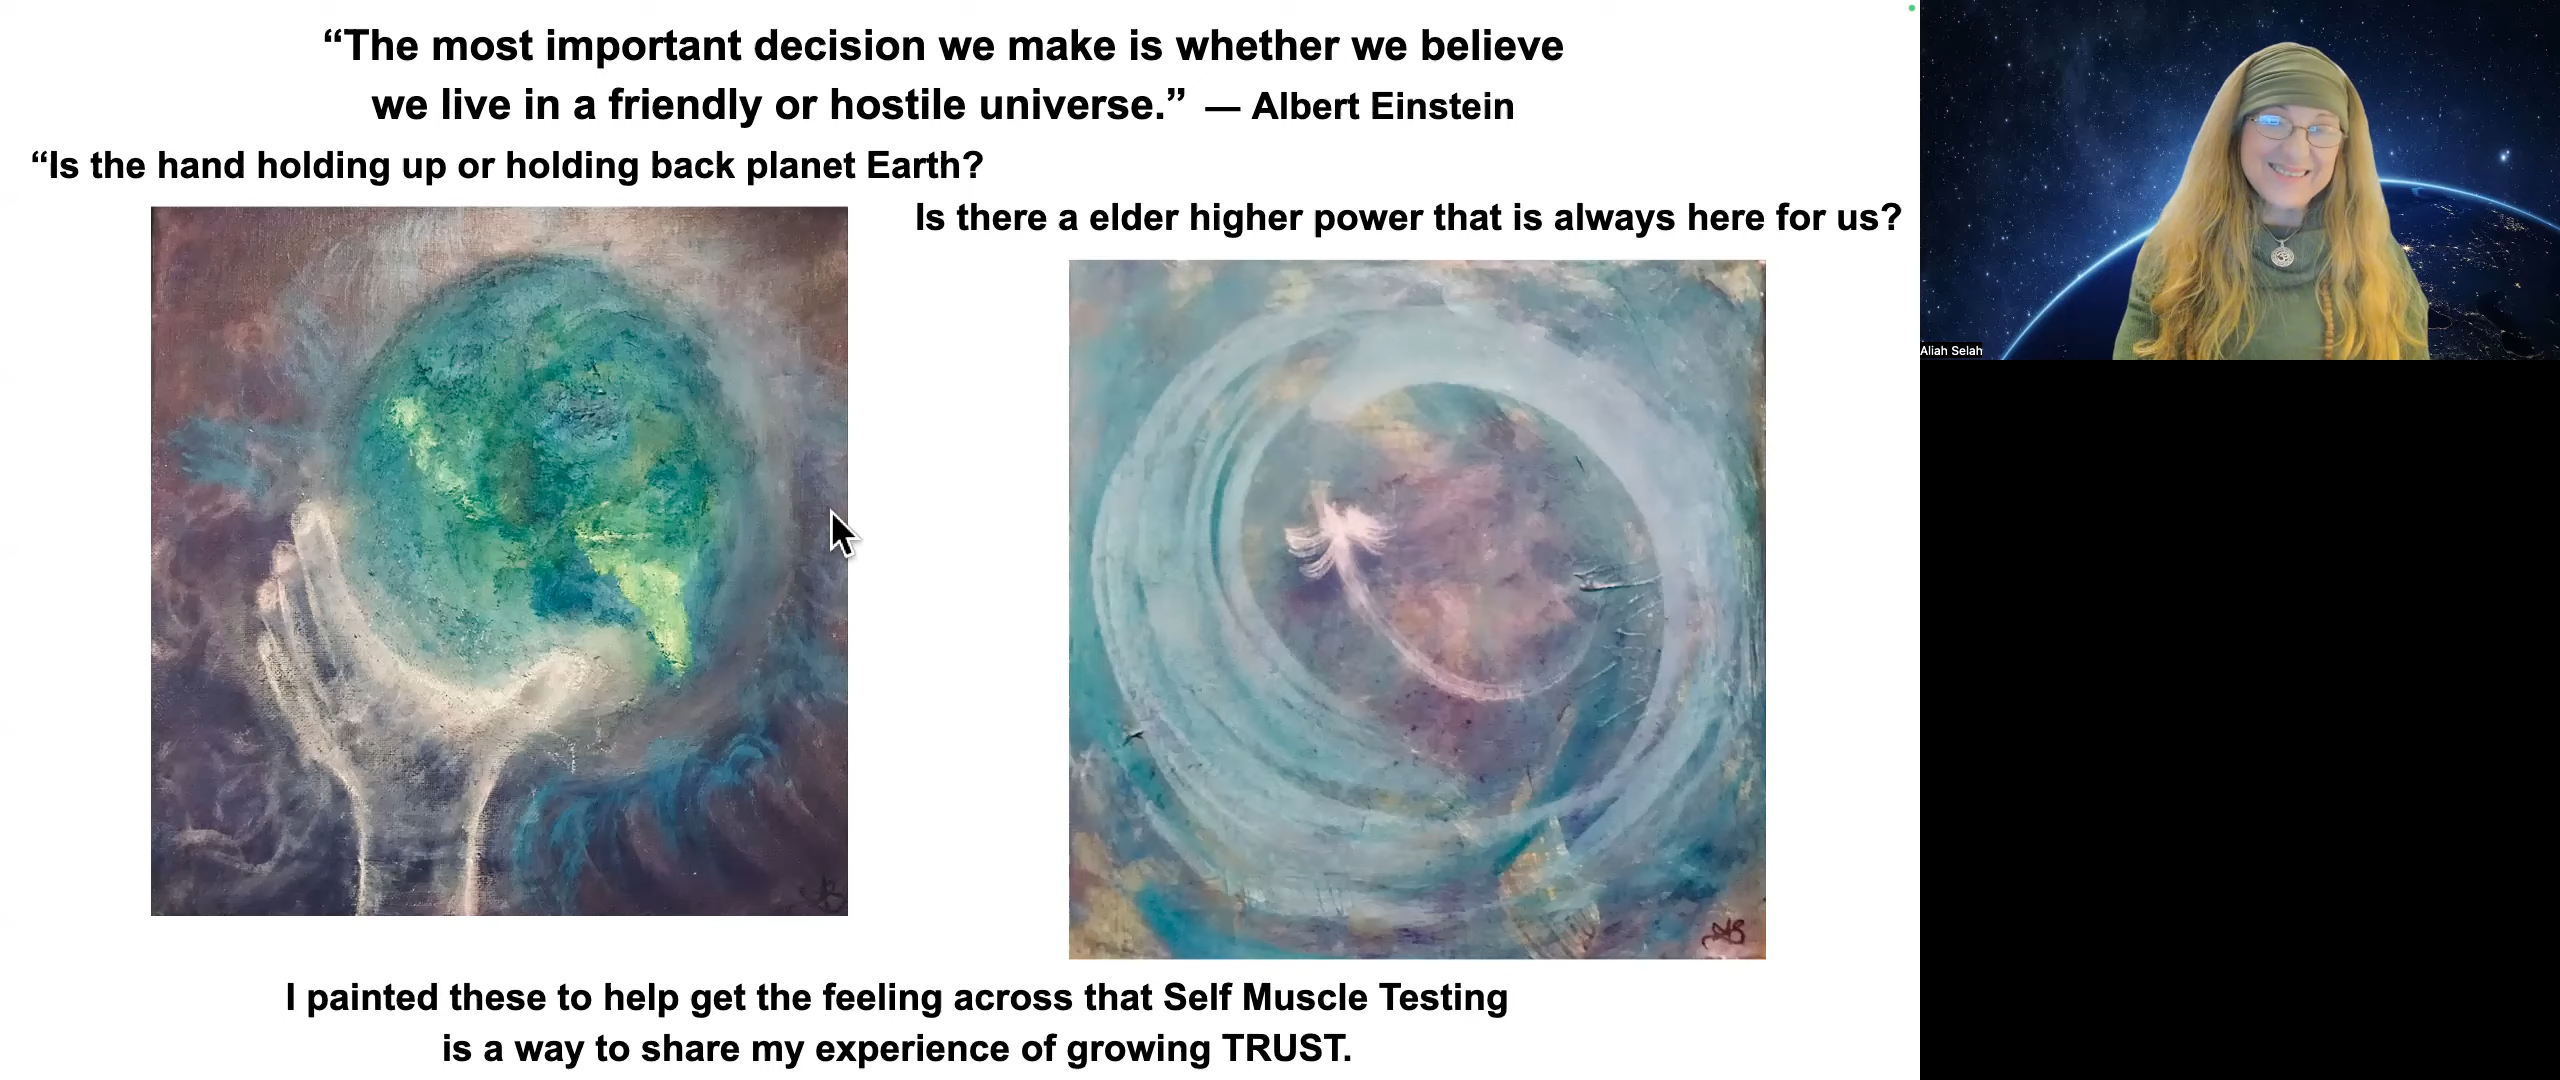 “The most important decision we make is whether we believe
we live in a friendly or hostile universe.” — Albert Einstein
“Is the hand holding up or holding back planet Earth?
Is there a elder higher power that is always here for us?
Aliah Selah
I painted these to help get the feeling across that Self Muscle Testing
is a way to share my experience of growing TRUST.